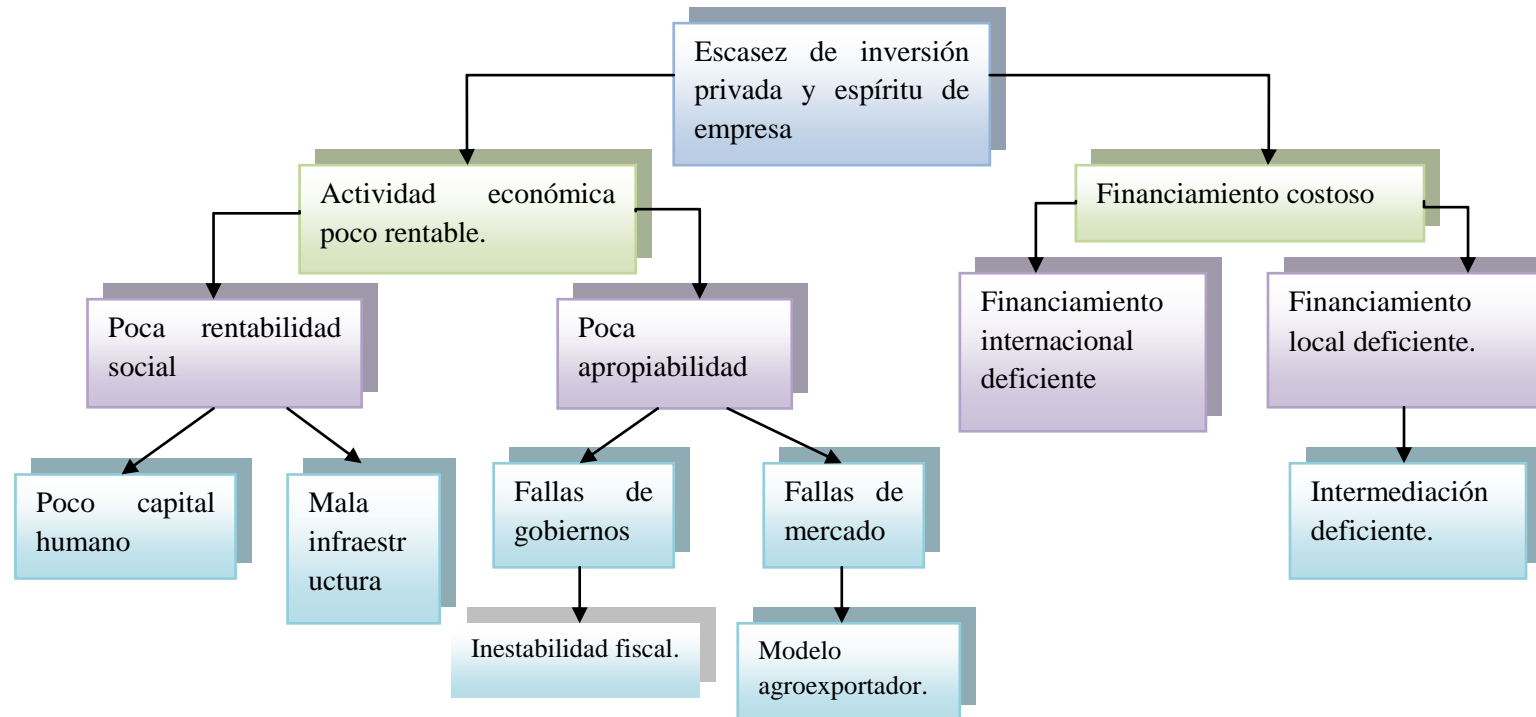 Escasez de inversión
privada y espíritu de
empresa
Actividad económica
poco rentable.
Financiamiento costoso
Poca rentabilidad
social
Poca
apropiabilidad
Financiamiento
internacional
deficiente
Financiamiento
local deficiente.
Poco capital
humano
Mala
infraestr
uctura
Fallas de
gobiernos
Fallas de
mercado
Intermediación
deficiente.
Inestabilidad fiscal.
Modelo
agroexportador.